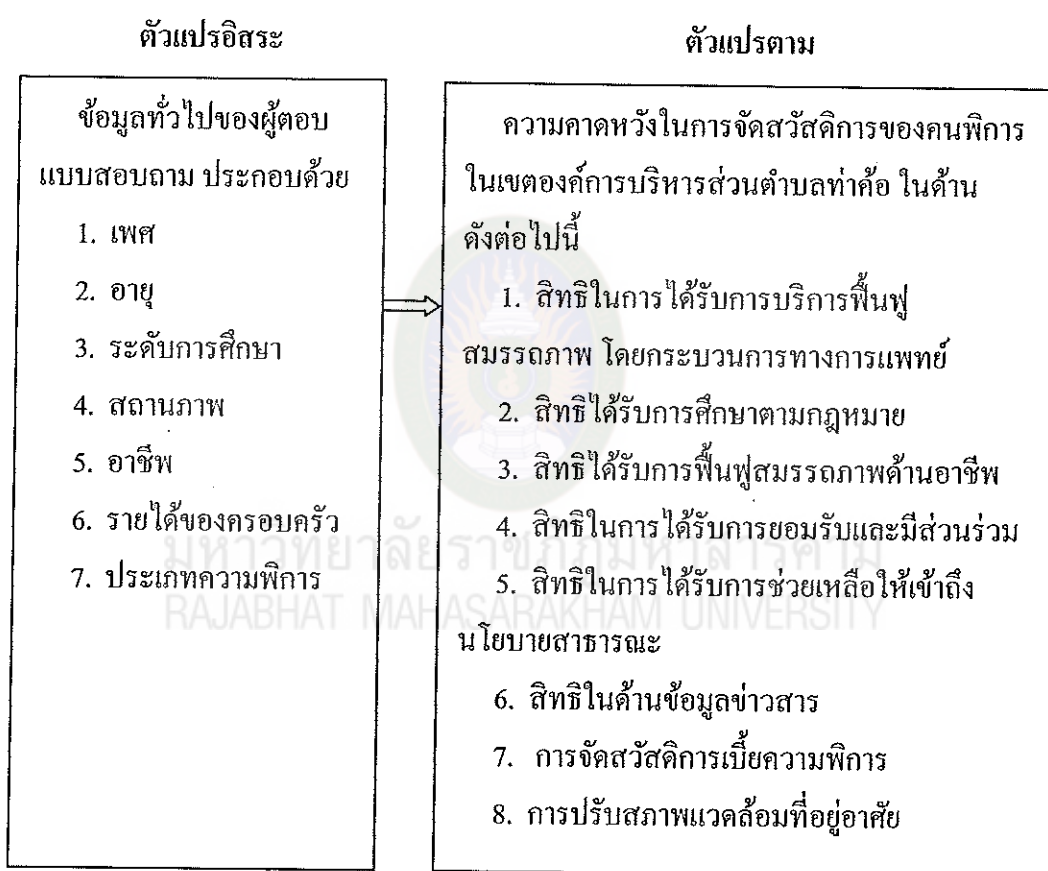 ตัวแปรอิสระ
ข้อมูลทั่วไปของผู้ตอบ
แบบสอบถาม ประกอบด้วย
1. เพศ
2. อายุ
3. ระดับการศึกษา
4. สถานภาพ
5. อาชีพ
6. รายได้ของครอบครัว
7. ประเภทความพิการ
ตัวแปรตาม
ความคาดหวังในการจัดสวัสดิการของคนพิการ
ในเขตองค์การบริหารส่วนตำบลท่าค้อ ในด้าน
ดังต่อไปนี้
1. สิทธิในการได้รับการบริการฟื้นฟู
สมรรถภาพ โดยกระบวนการทางการแพทย์
2. สิทธิได้รับการศึกษาตามกฎหมาย
3. สิทธิได้รับการฟื้นฟูสมรรถภาพด้านอาชีพ
4. สิทธิในการได้รับการยอมรับและมีส่วนร่วม
5. สิทธิในการได้รับการช่วยเหลือให้เข้าถึง
นโยบายสาธารณะ
6. สิทธิในด้านข้อมูลข่าวสาร
7. การจัดสวัสดิการเบี้ยความพิการ
8. การปรับสภาพแวดล้อมที่อยู่อาศัย
มหาวิทยาลัยราชภัฏมหาสารคาม
RAJABHAT MAHASARAKHAM UNIVERSITY